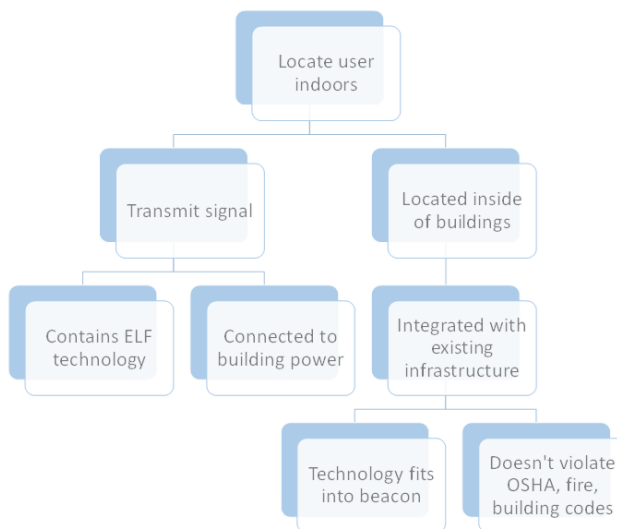 Locate user
indoors
Transmit signal
Located inside
of buildings
Contains ELF
technology
Connected to
building power
Integrated with
existing
infrastructure
Technology fits
into beacon
Doesn't violate
OSHA, fire,
building codes